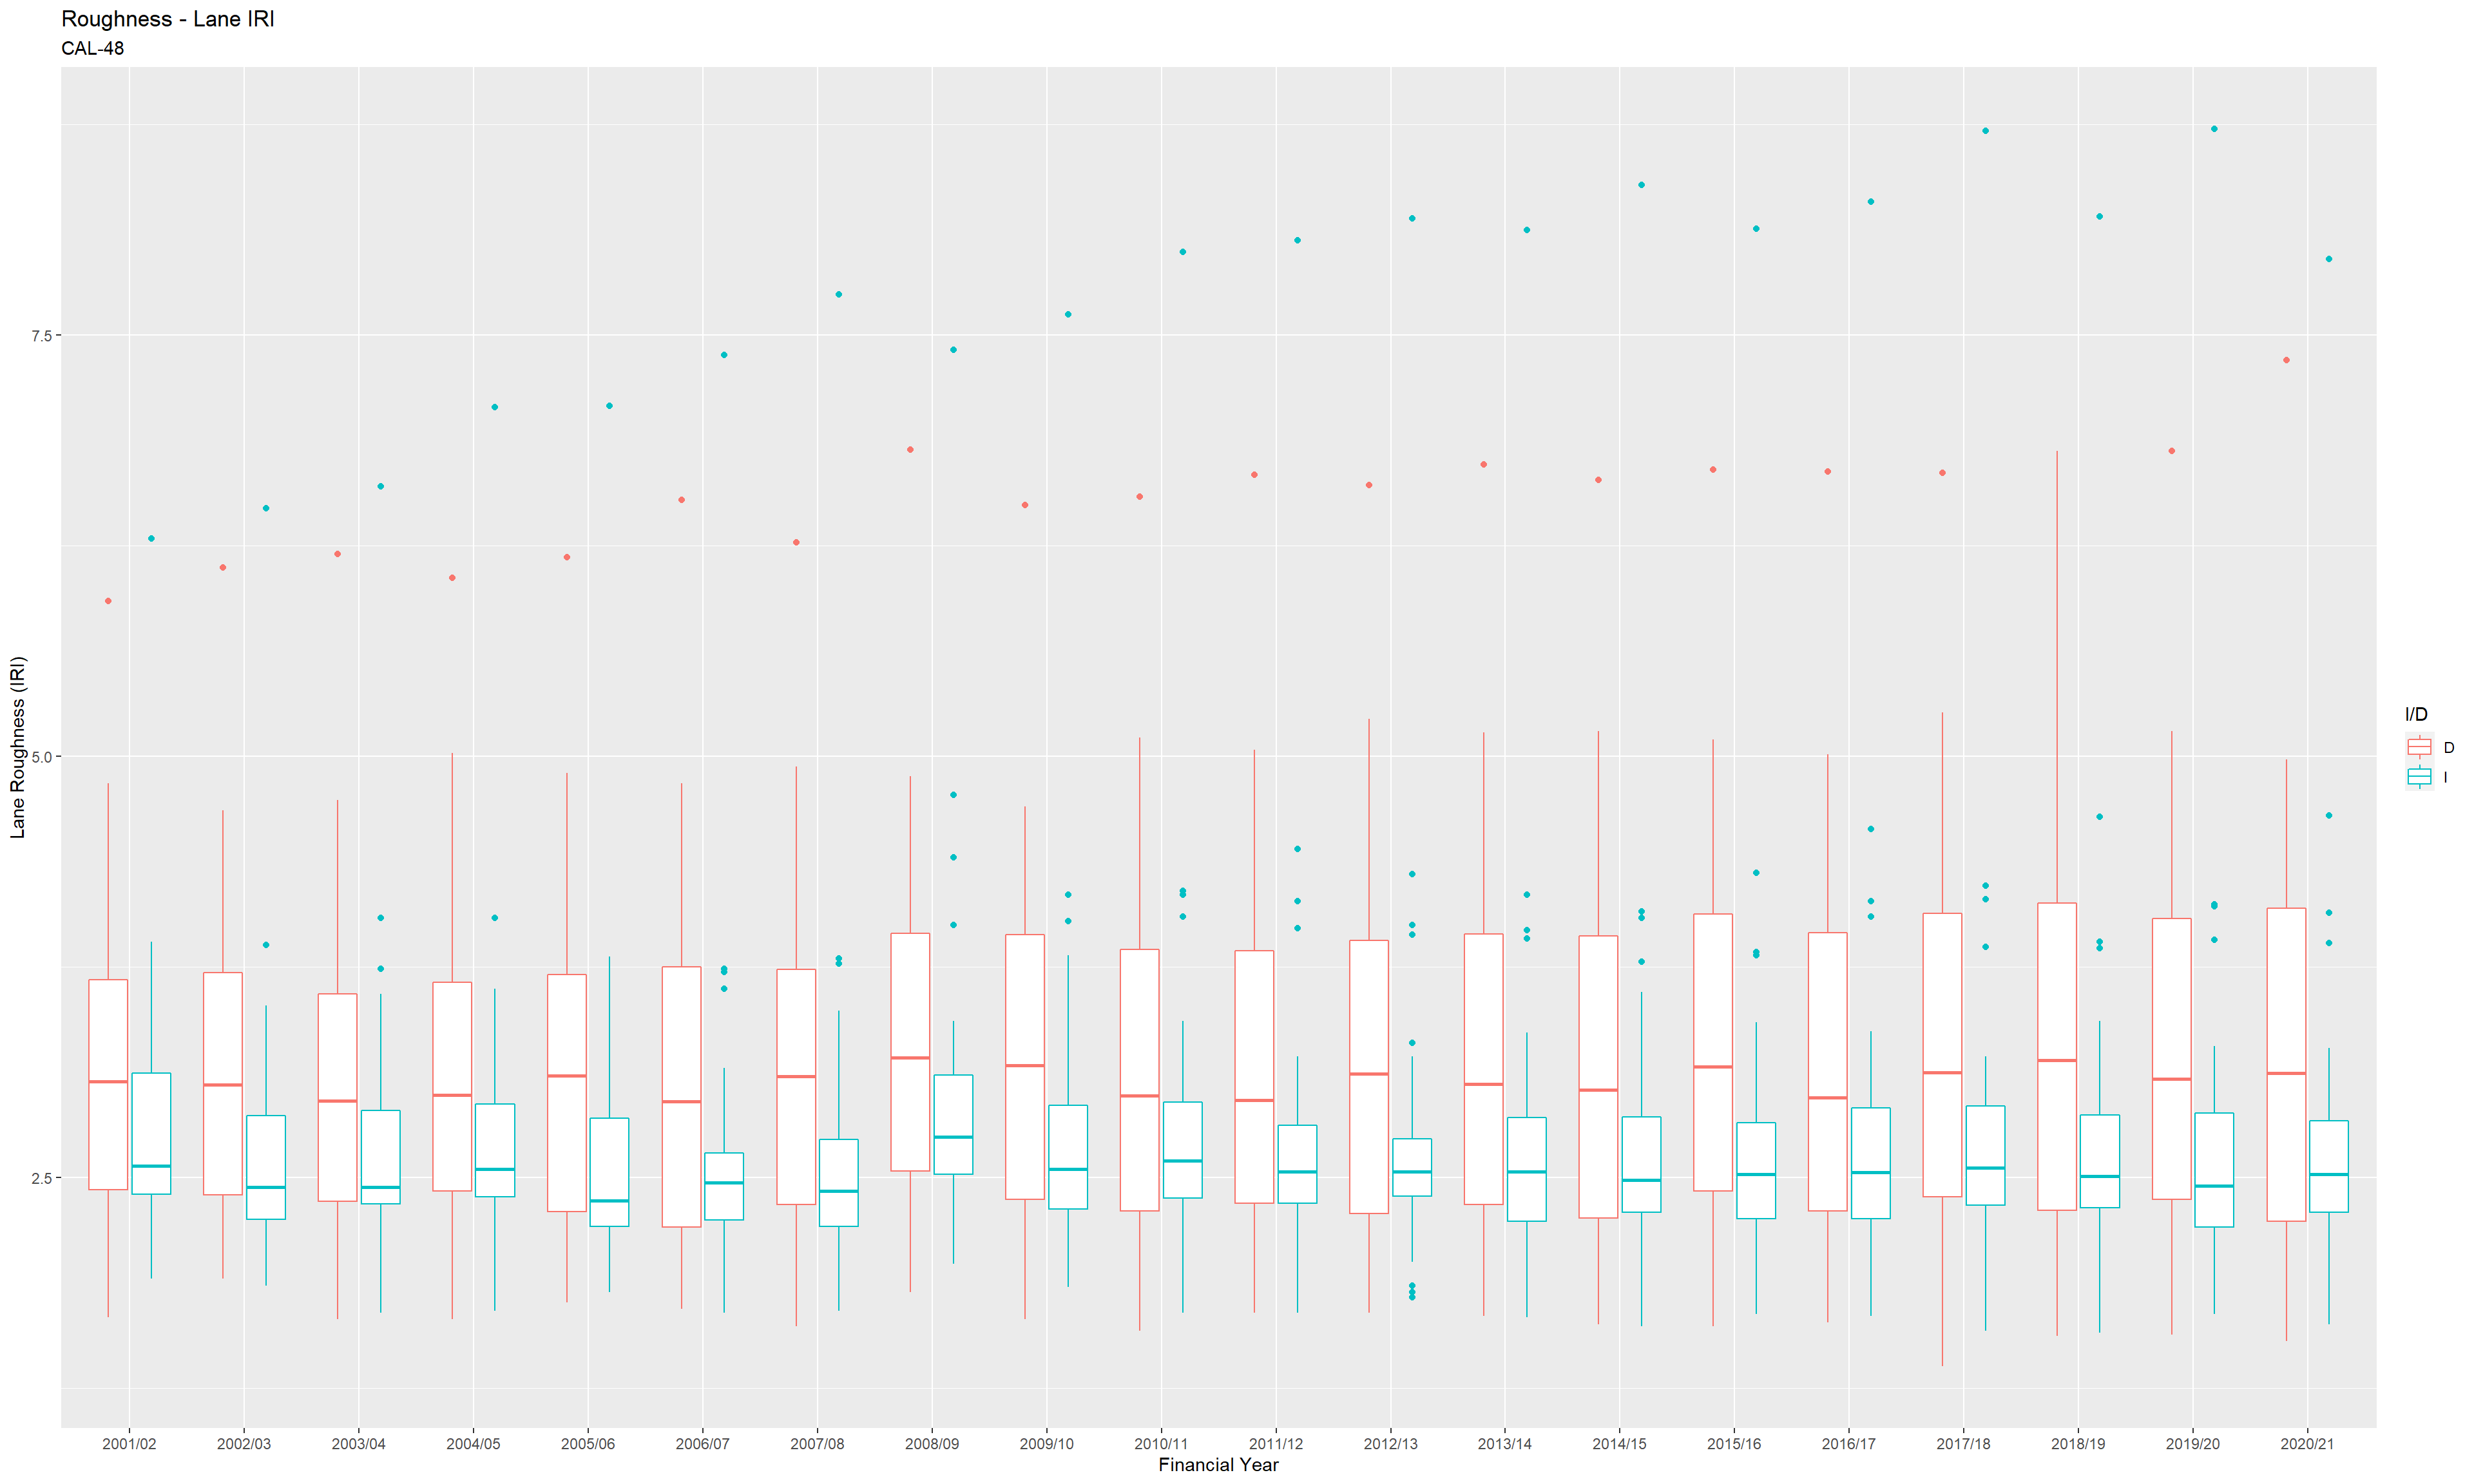 Roughness - Lane IRI
CAL-48
Lane Roughness (IRI)
7.5
5.0
2.5
2001/02 2002/03 2003/04 2004/05 2005/06 2006/07 2007/08 2008/09 2009/10 2010/11 2011/12 2012/13 2013/14 2014/15 2015/16 2016/17 2017/18 2018/19 2019/20 2020/21
Financial Year
I/D
D
I